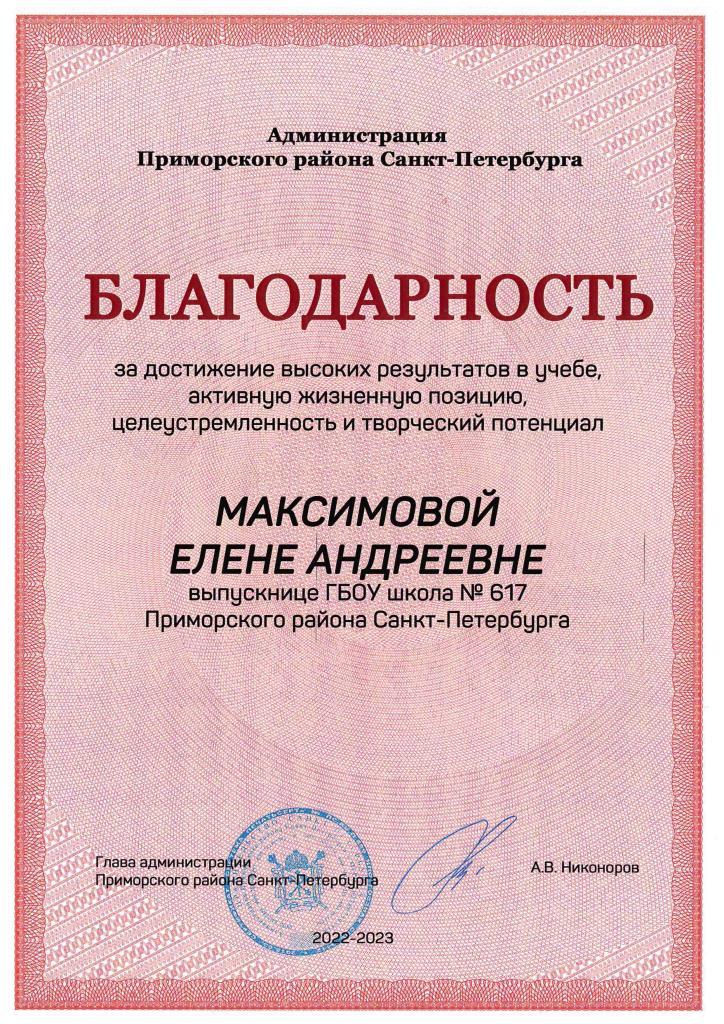 Администрация
Приморского района Санкт-Петербурга
БЛАГОДАРНОСТЬ
за достижение высоких результатов в учебе,
активную жизненную позицию,
целеустремленность и творческий потенциал
МАКСИМОВОЙ
ЕЛЕНЕ АНДРЕЕВНЕ
выпускнице ГБОУ школа № 617
Приморского района Санкт-Петербурга
Глава администрации
Приморского района Санкт-Петербурга
А.В. Никоноров
2022-2023